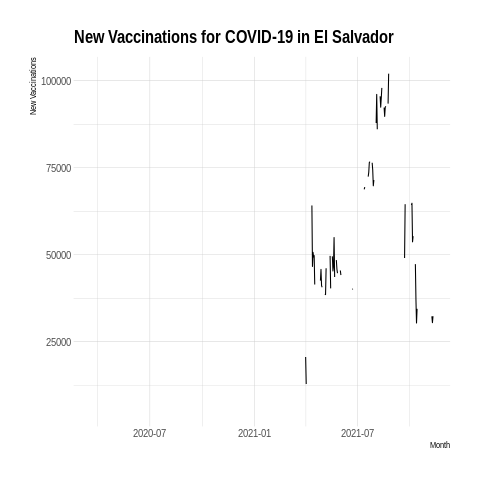 New Vaccinations for COVID-19 in El Salvador
New Vaccinations
100000
75000
50000
25000
2020-07 2021-01 2021-07
Month